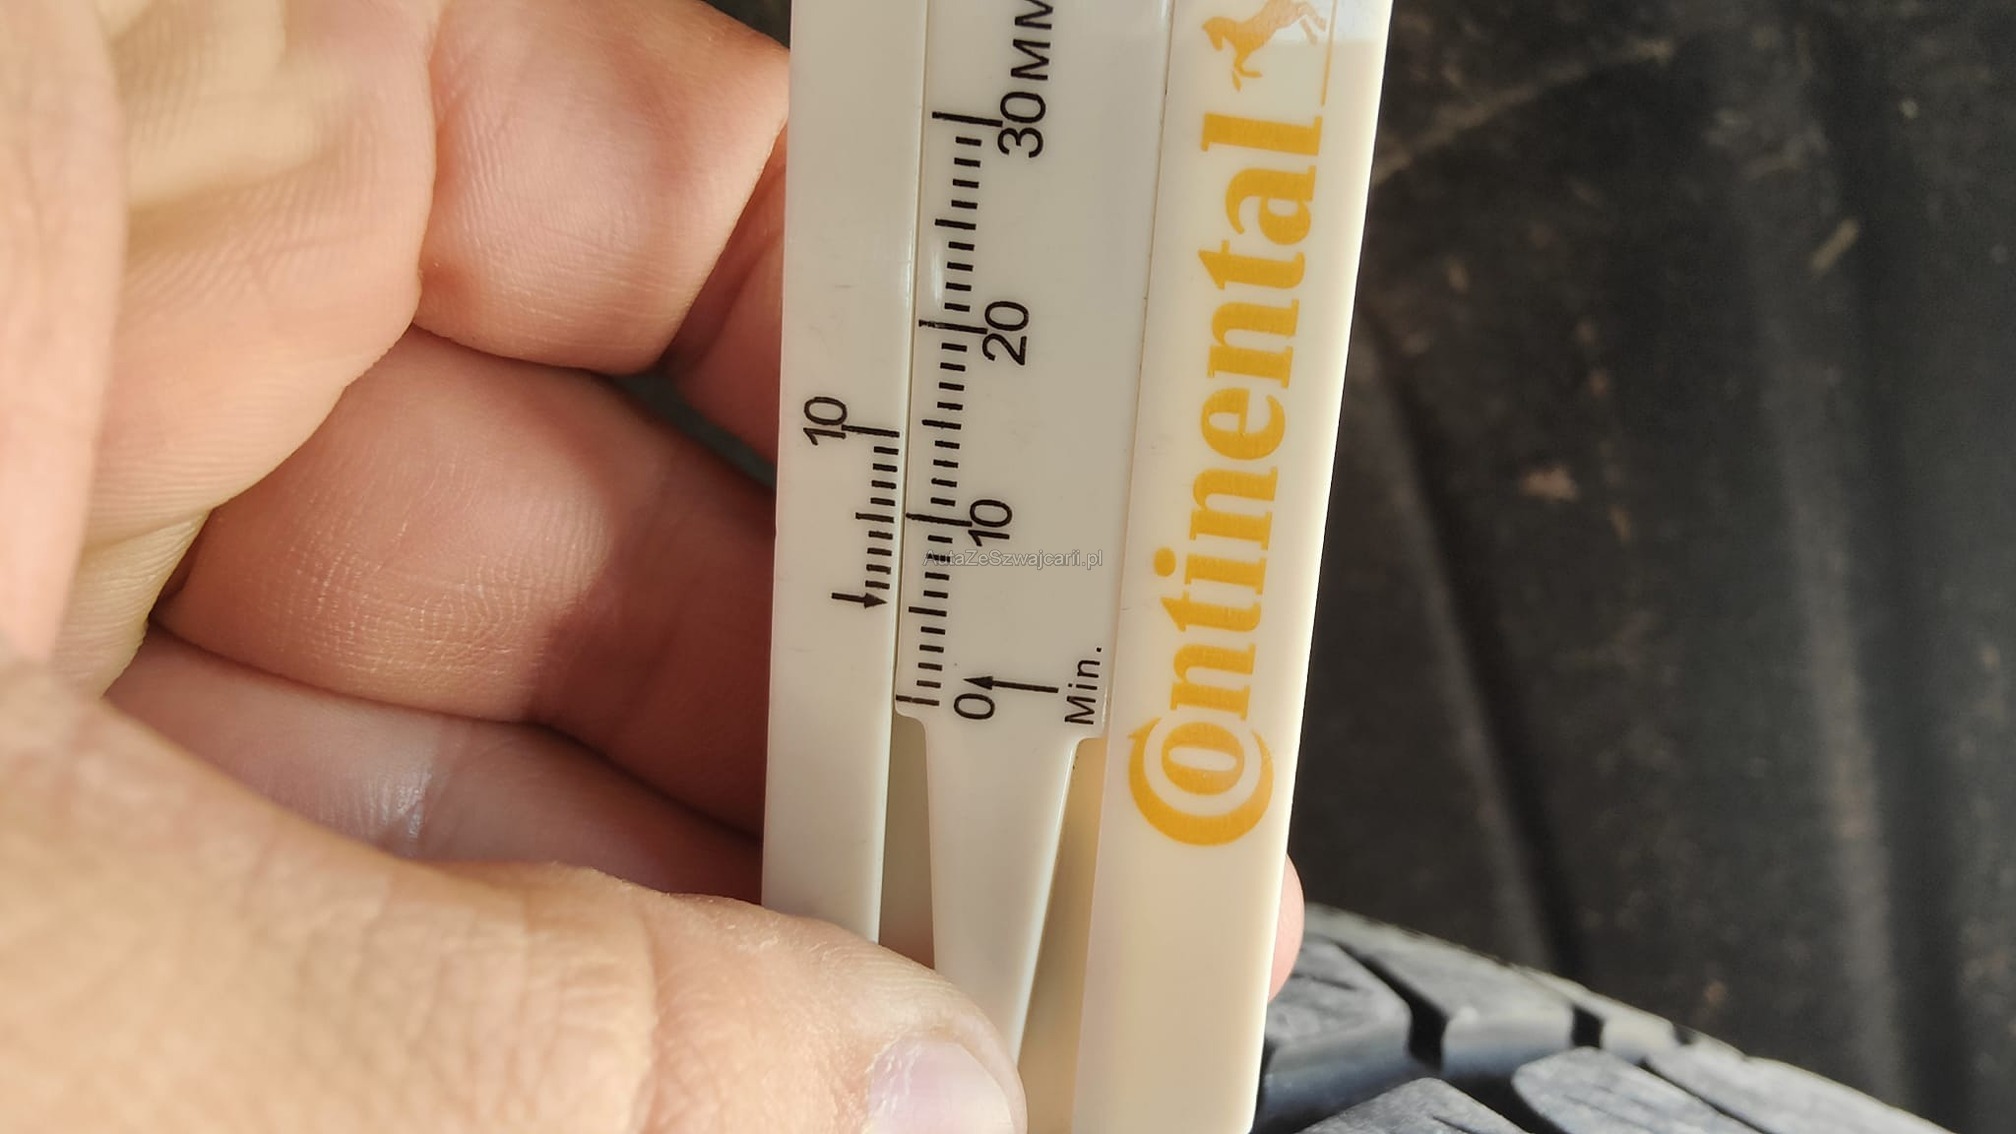 10
30MM
20
10
0
Min.
Continental
AutaZeSzwajcarii.pl